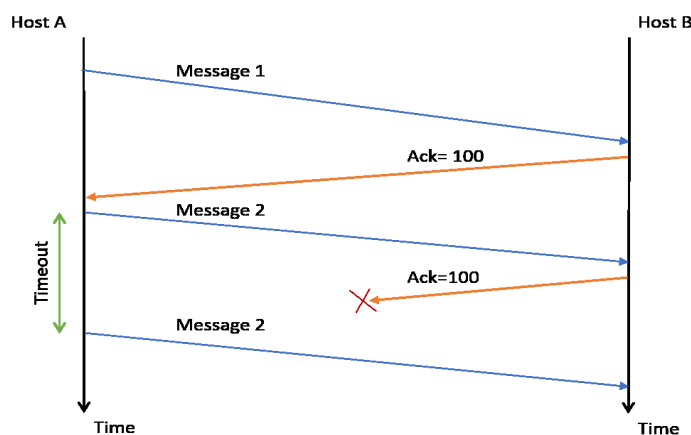 Host A
Host B
Message 1
Ack= 100
Message 2
Ack=100
Timeout
Message 2
Time
Time